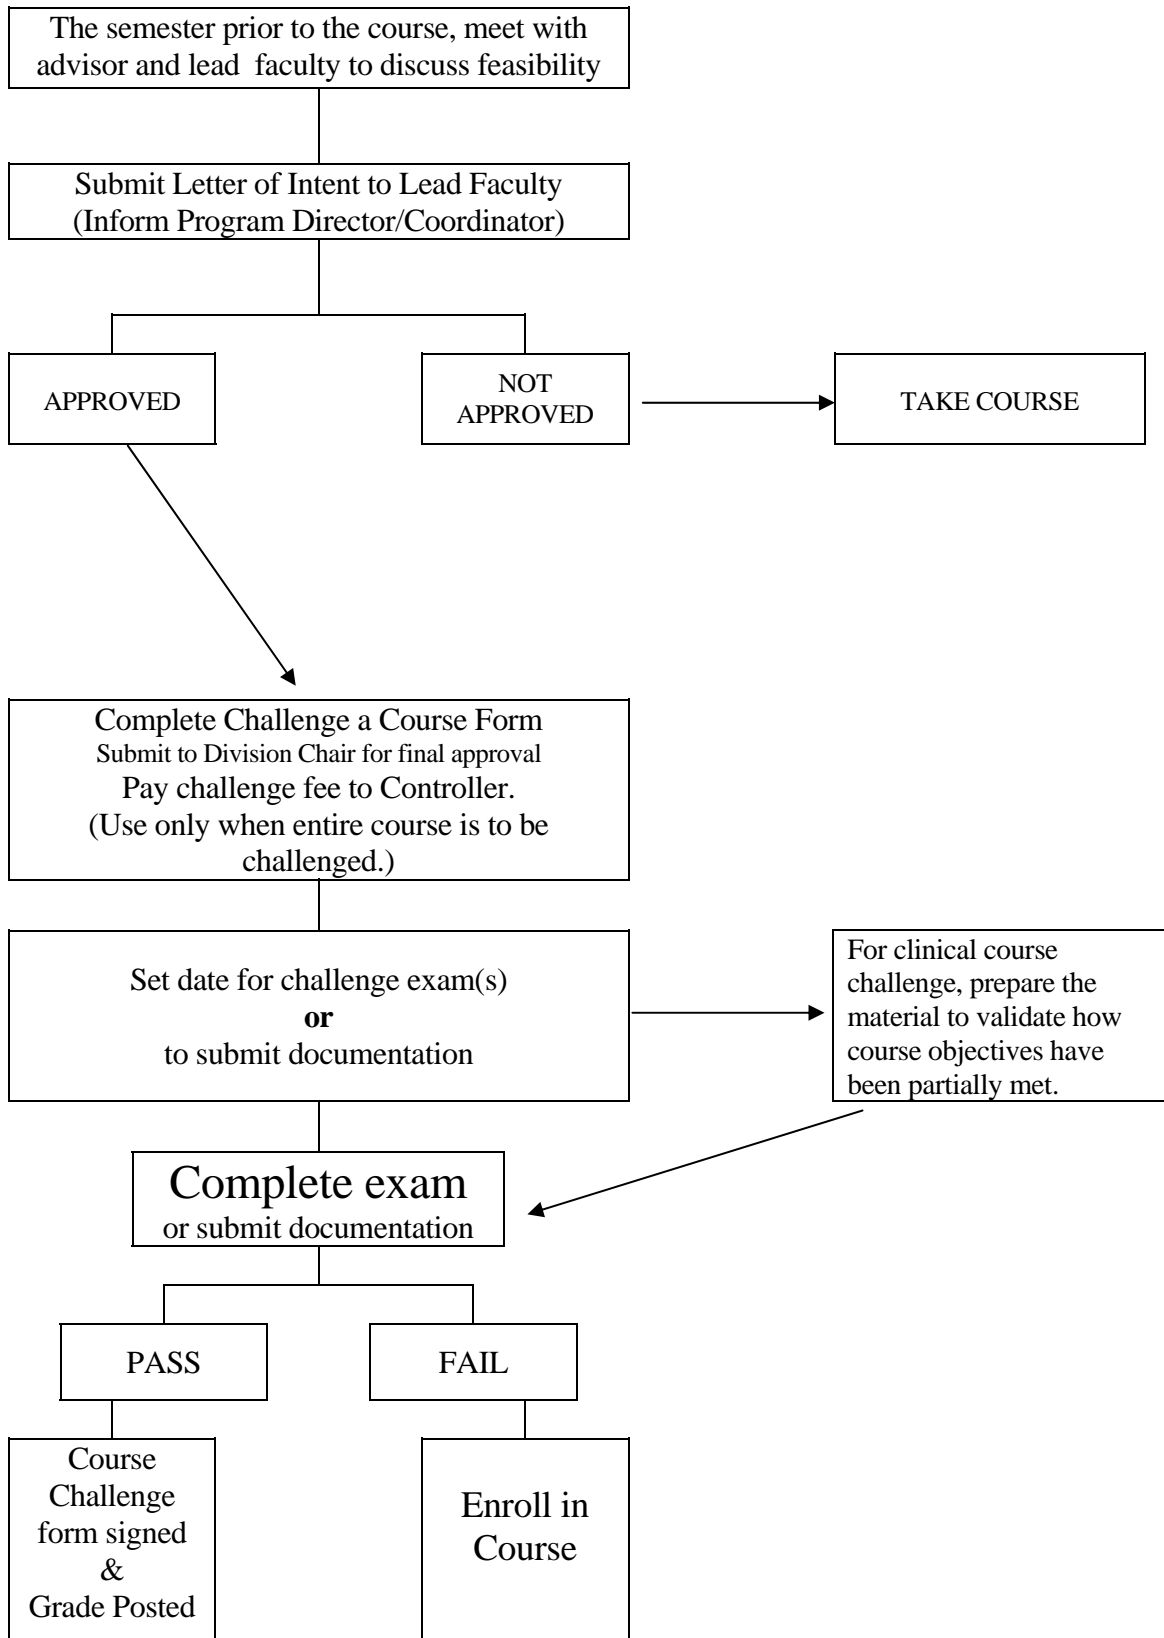 The semester prior to the course, meet with
advisor and lead  faculty to discuss feasibility
Submit Letter of Intent to Lead Faculty
(Inform Program Director/Coordinator)
APPROVED
NOT
APPROVED
TAKE COURSE
Complete Challenge a Course Form
Submit to Division Chair for final approval
Pay challenge fee to Controller.
(Use only when entire course is to be
challenged.)
Set date for challenge exam(s)
or
to submit documentation
For clinical course
challenge, prepare the
material to validate how
course objectives have
been partially met.
Complete exam
or submit documentation
PASS
FAIL
Course
Challenge
form signed
&
Grade Posted
Enroll in
Course